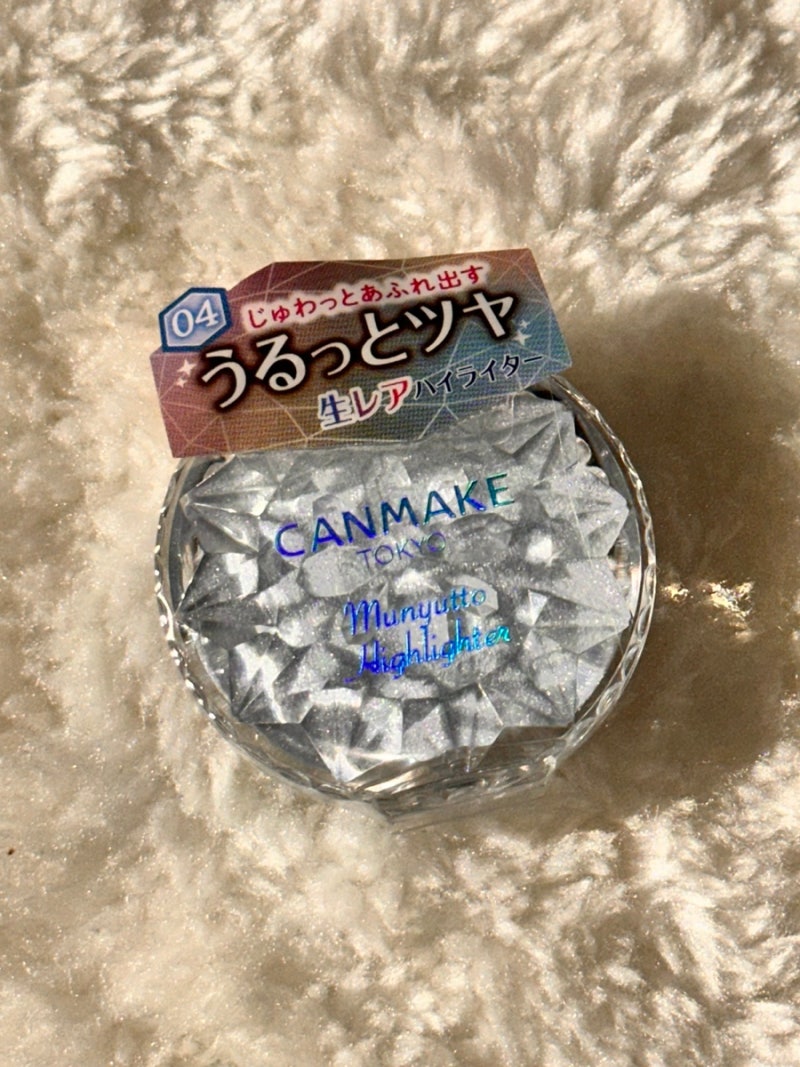 04
じゅわっとあふれ出す
うるっとツヤ
生レアハイライター
CANMAKE
TOKYO
Munyutto
Highlighter